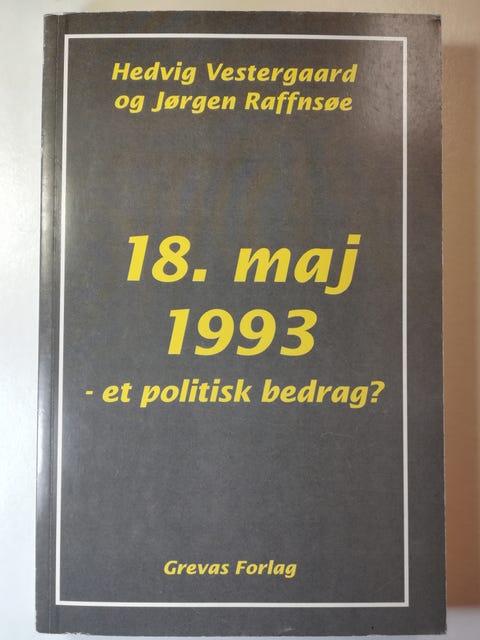 Hedvig Vestergaard
og Jørgen Raffnsøe
18. maj
1993
- et politisk bedrag?
Grevas Forlag